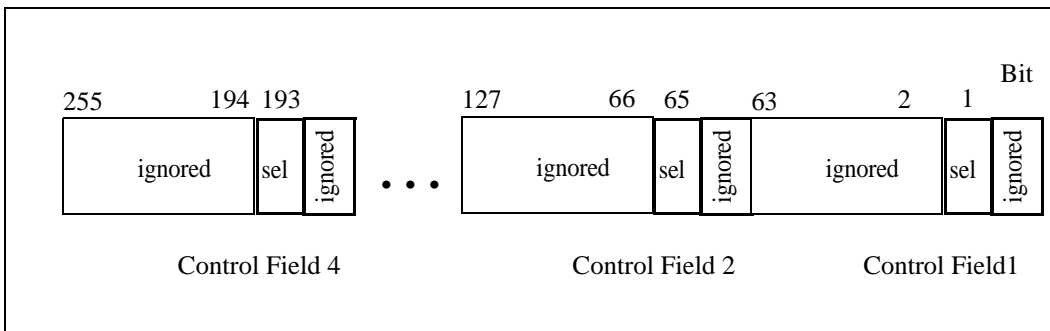 Bit
255 194 193 127 66 65 63 2 1
ignored sel ignored • • • ignored sel ignored ignored sel ignored
Control Field 4 Control Field 2 Control Field1